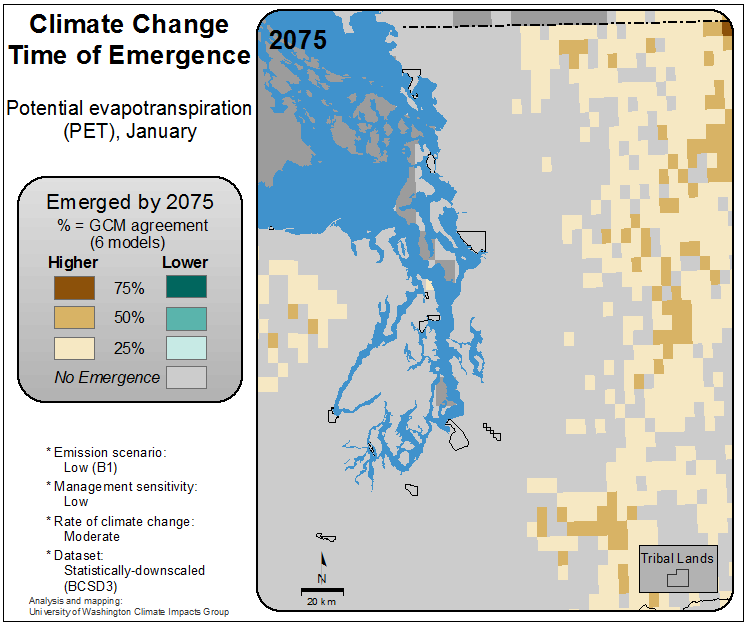 Climate Change
Time of Emergence
Potential evapotranspiration
(PET), January
Emerged by 2075
% = GCM agreement
(6 models)
Higher Lower
75%
50%
25%
No Emergence
* Emission scenario:
Low (B1)
* Management sensitivity:
Low
* Rate of climate change:
Moderate
* Dataset:
Statistically-downscaled
(BCSD3)
Analysis and mapping:
University of Washington Climate Impacts Group
2075
N
20 km
Tribal Lands